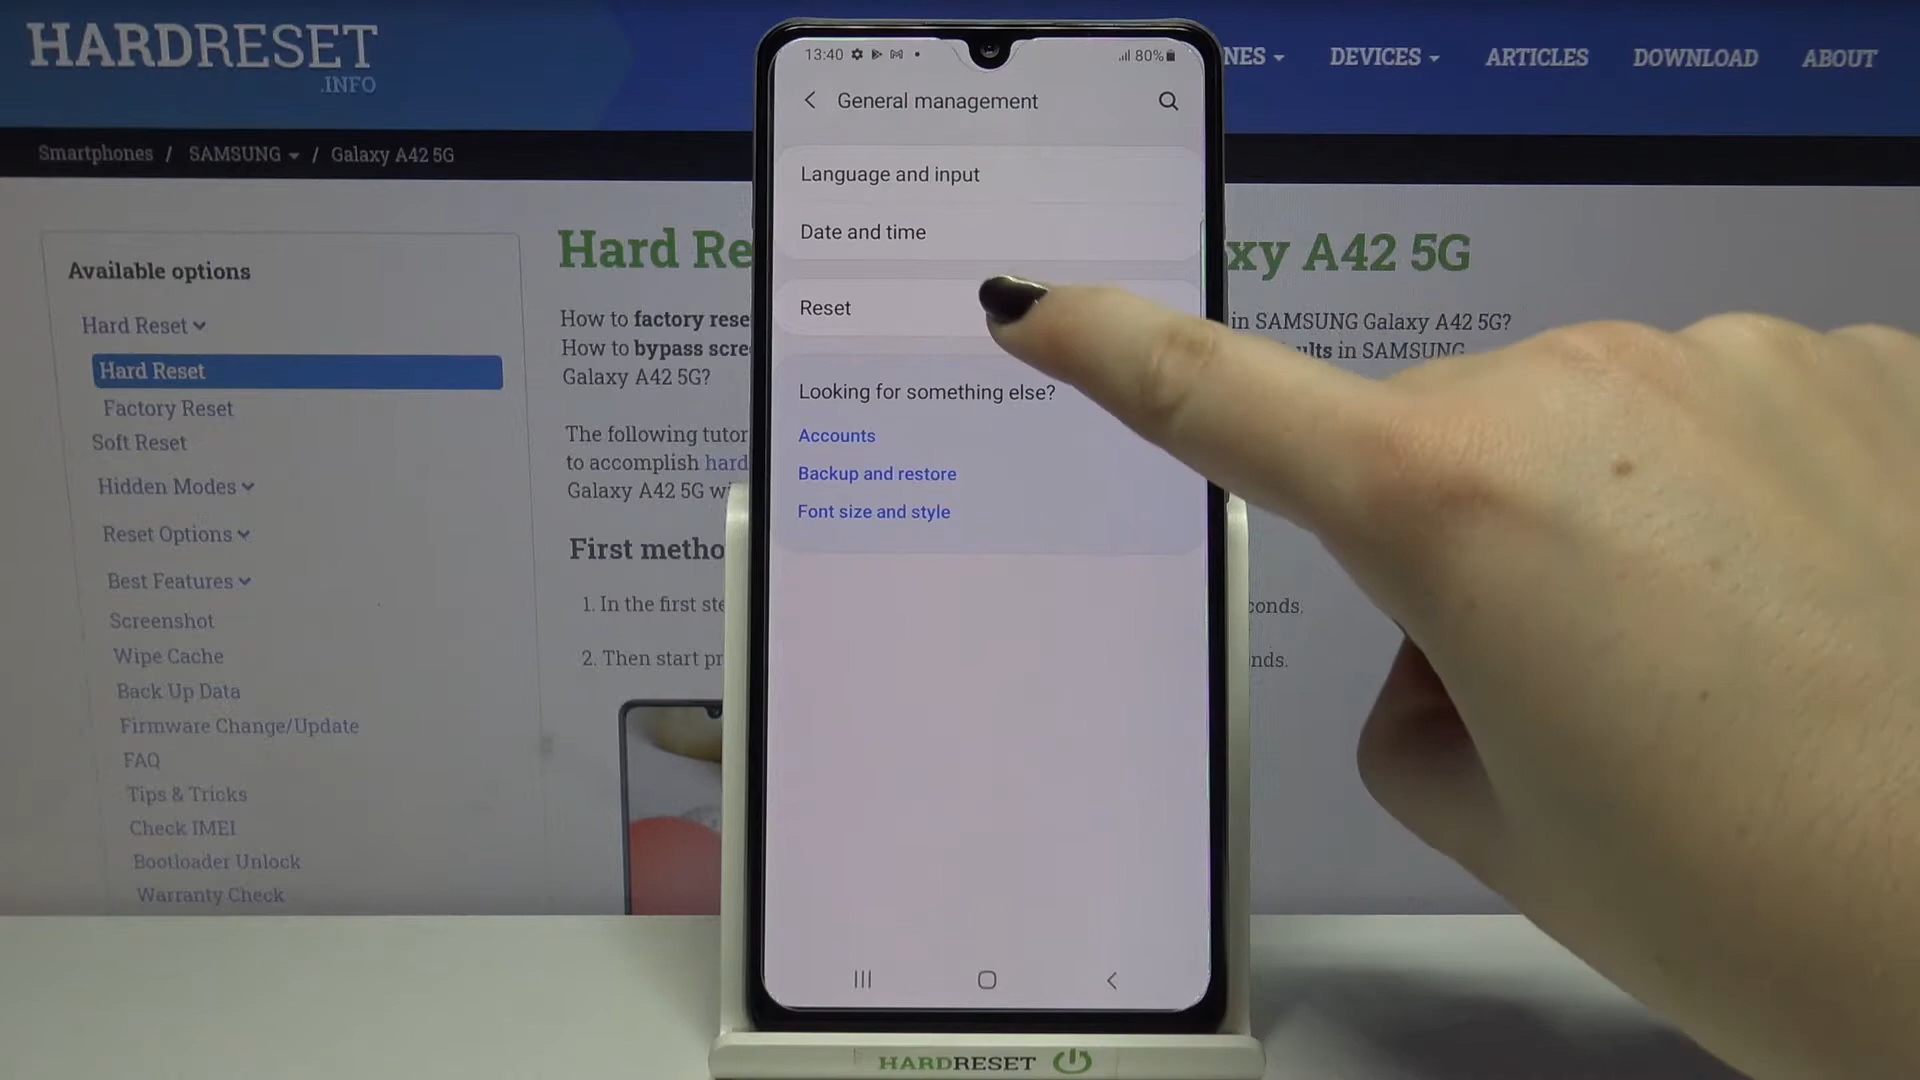 HARDRESET
.INFO
NES
DEVICES
ARTICLES
DOWNLOAD
ABOUT
Smartphones / SAMSUNG / Galaxy A42 5G
Available options
Hard Reset
Hard Reset
Factory Reset
Soft Reset
Hidden Modes
Reset Options
Best Features
Screenshot
Wipe Cache
Back Up Data
Firmware Change/Update
FAQ
Tips & Tricks
Check IMEI
Bootloader Unlock
Warranty Check
Hard Re
xy A42 5G
How to factory rese
in SAMSUNG Galaxy A42 5G?
How to bypass scre
ults in SAMSUNG
Galaxy A42 5G?
The following tutor
to accomplish hard
Galaxy A42 5G wi
First metho
1. In the first ste
conds.
2. Then start pr
nds.
13:40
80%
General management
Language and input
Date and time
Reset
Looking for something else?
Accounts
Backup and restore
Font size and style
HARDRESET